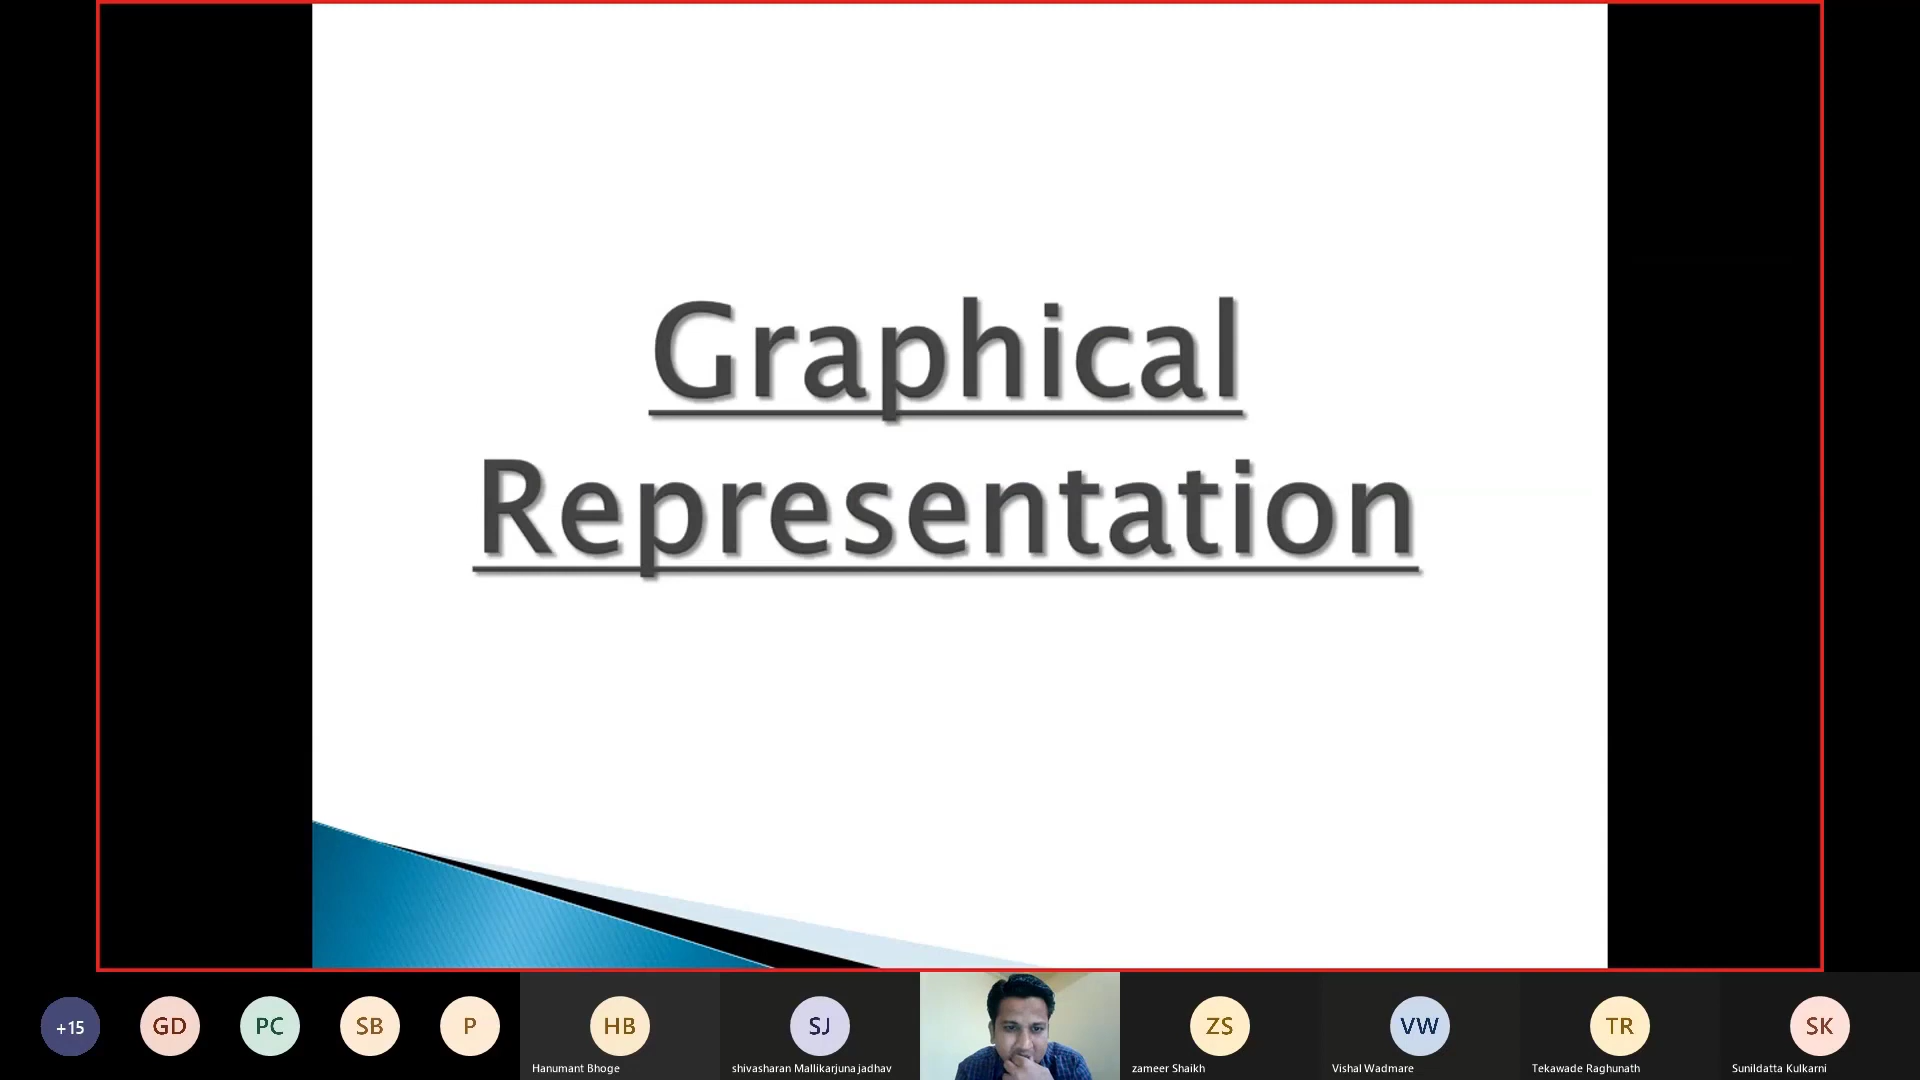 Graphical
Representation
+15
GD
PC
SB
P
HB
Hanumant Bhoge
SJ
shivasharan Mallikarjuna jadhav
ZS
zameer Shaikh
VW
Vishal Wadmare
TR
Tekawade Raghunath
SK
Sunildatta Kulkarni